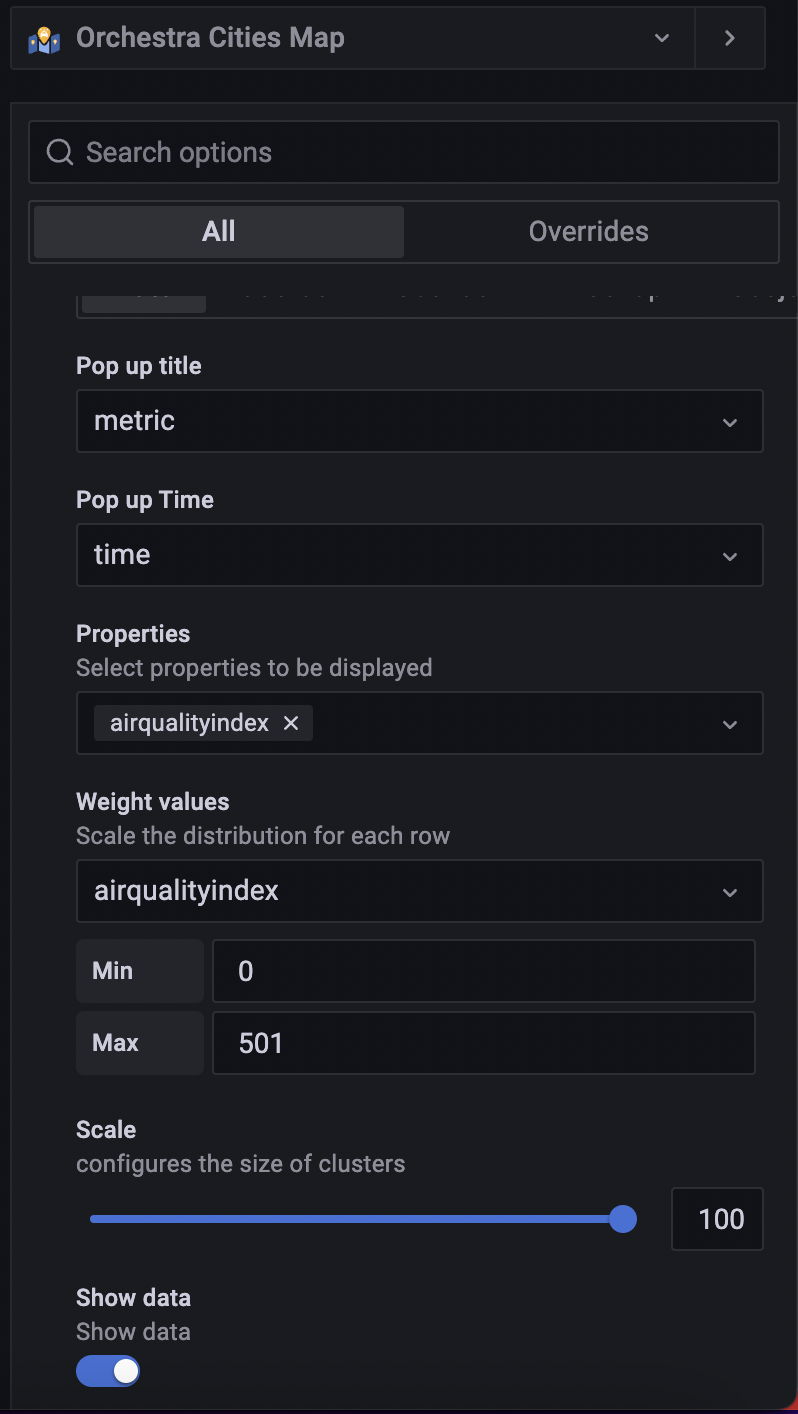 Orchestra Cities Map
Search options
All
Overrides
Pop up title
metric
Pop up Time
time
Properties
Select properties to be displayed
airqualityindex
Weight values
Scale the distribution for each row
airqualityindex
Min
0
Max
501
Scale
configures the size of clusters
100
Show data
Show data